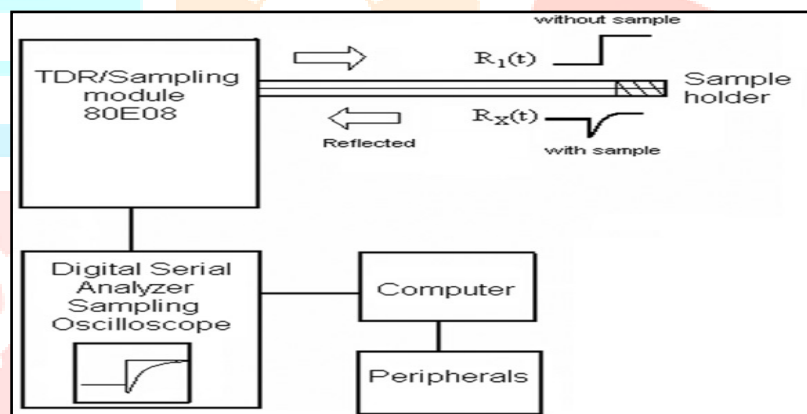 without sample
R₁(t)
TDR/Sampling
module
80E08
Sample
holder
Rₓ(t)
Reflected
with sample
Digital Serial
Analyzer
Sampling
Oscilloscope
Computer
Peripherals